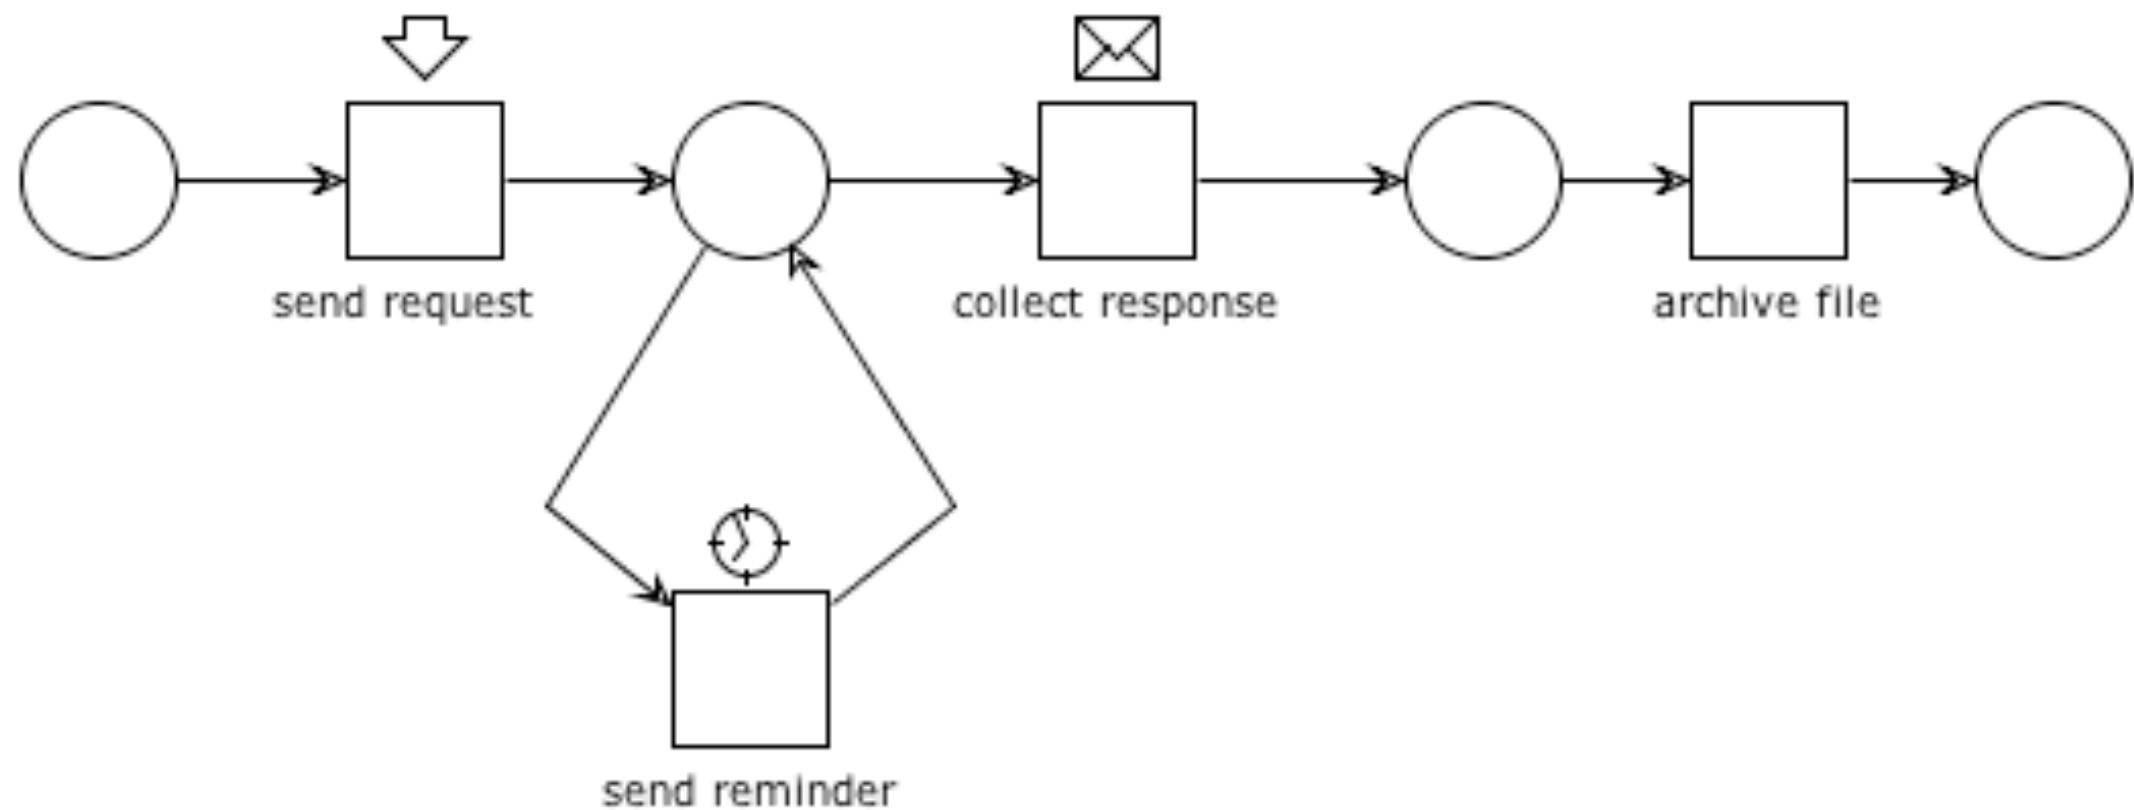 send request
collect response
archive file
send reminder